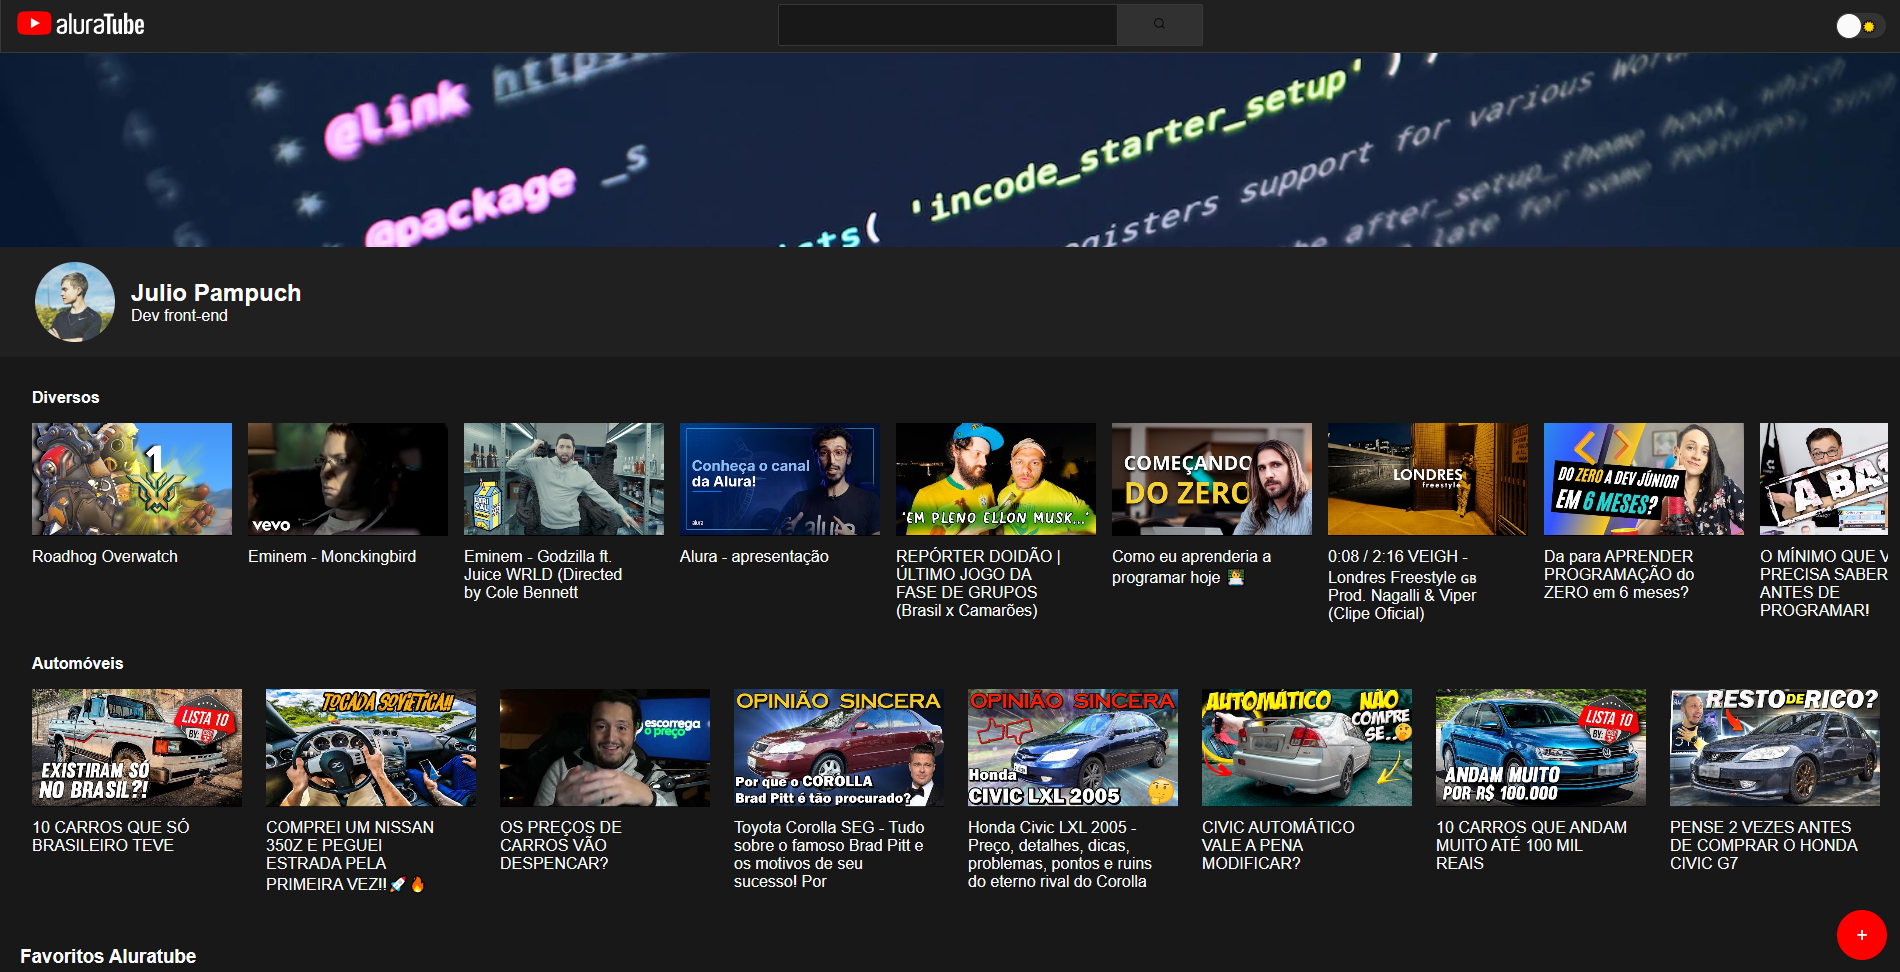 aluraTube
@link https:
@package _s
'incode_starter_setup'
registers support for various
after_setup_theme hook, which
late for some features, such
Julio Pampuch
Dev front-end
Diversos
1
vevo
Conheça o canal
da Alura!
alura
"EM PLENO ELLON MUSK..."
COMEÇANDO
DO ZERO
LONDRES
freestyle
DO ZERO A DEV JÚNIOR
EM 6 MESES?
Roadhog Overwatch
Eminem - Monckingbird
Eminem - Godzilla ft.
Juice WRLD (Directed
by Cole Bennett
Alura - apresentação
REPÓRTER DOIDÃO |
ÚLTIMO JOGO DA
FASE DE GRUPOS
(Brasil x Camarões)
Como eu aprenderia a
programar hoje 👨‍💻
0:08 / 2:16 VEIGH -
Londres Freestyle 🇬🇧
Prod. Nagalli & Viper
(Clipe Oficial)
Da para APRENDER
PROGRAMAÇÃO do
ZERO em 6 meses?
O MÍNIMO QUE V
PRECISA SABER
ANTES DE
PROGRAMAR!
Automóveis
LISTA 10
EXISTIRAM SÓ
NO BRASIL?!
TOCADA SOVIETICA!!
escorrega
o preço
OPINIÃO SINCERA
Por que o COROLLA
Brad Pitt é tão procurado?
OPINIÃO SINCERA
Honda
CIVIC LXL 2005
AUTOMÁTICO
NÃO
COMPRE
SE..
LISTA 10
ANDAM MUITO
POR R$ 100.000
RESTO DE RICO?
10 CARROS QUE SÓ
BRASILEIRO TEVE
COMPREI UM NISSAN
350Z E PEGUEI
ESTRADA PELA
PRIMEIRA VEZ!!🚀🔥
OS PREÇOS DE
CARROS VÃO
DESPENCAR?
Toyota Corolla SEG - Tudo
sobre o famoso Brad Pitt e
os motivos de seu
sucesso! Por
Honda Civic LXL 2005 -
Preço, detalhes, dicas,
problemas, pontos e ruins
do eterno rival do Corolla
CIVIC AUTOMÁTICO
VALE A PENA
MODIFICAR?
10 CARROS QUE ANDAM
MUITO ATÉ 100 MIL
REAIS
PENSE 2 VEZES ANTES
DE COMPRAR O HONDA
CIVIC G7
Favoritos Aluratube
+